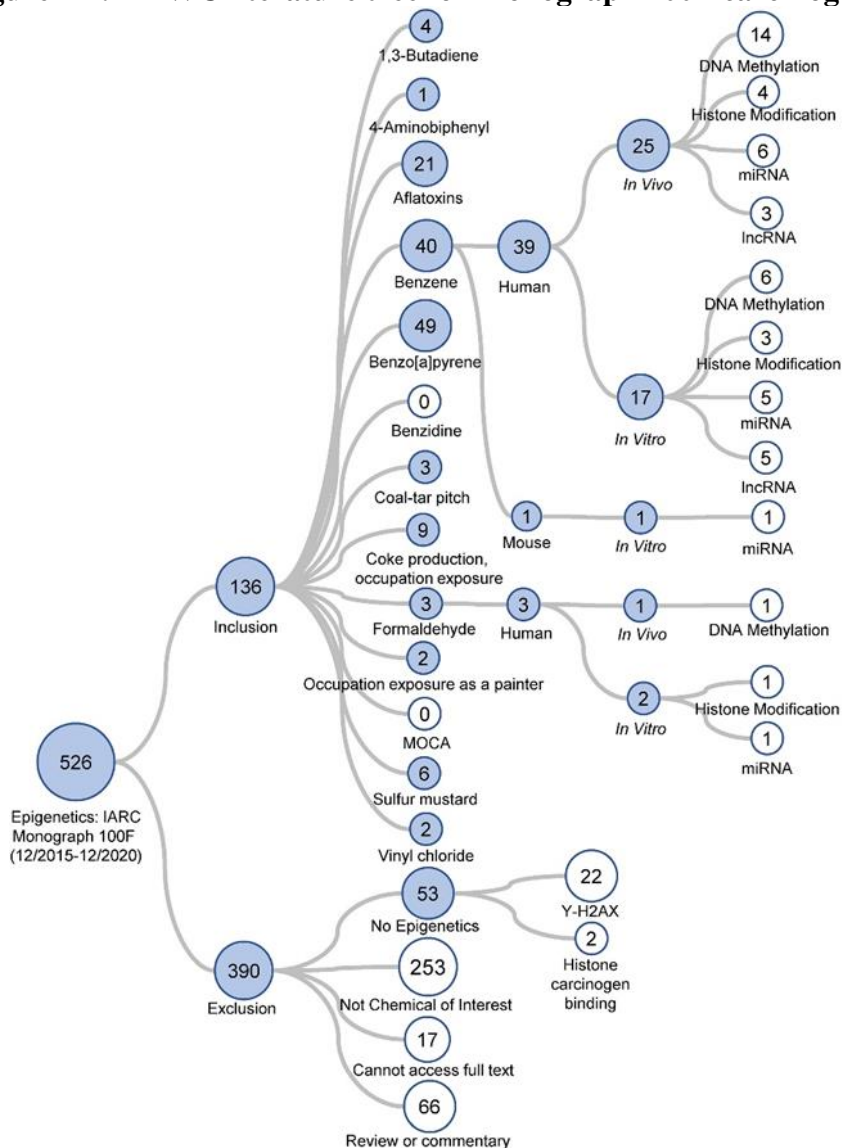 literature tree for Monograph
526
Epigenetics: IARC
Monograph 100F
(12/2015-12/2020)
136
Inclusion
4
1,3-Butadiene
1
4-Aminobiphenyl
21
Aflatoxins
40
Benzene
39
Human
25
In Vivo
14
DNA Methylation
4
Histone Modification
6
miRNA
3
lncRNA
17
In Vitro
6
DNA Methylation
3
Histone Modification
5
miRNA
5
lncRNA
1
Mouse
1
In Vitro
1
miRNA
49
Benzo[a]pyrene
0
Benzidine
3
Coal-tar pitch
9
Coke production,
occupation exposure
3
Formaldehyde
3
Human
1
In Vivo
1
DNA Methylation
2
In Vitro
1
Histone Modification
1
miRNA
2
Occupation exposure as a painter
0
MOCA
6
Sulfur mustard
2
Vinyl chloride
390
Exclusion
53
No Epigenetics
22
Y-H2AX
2
Histone
carcinogen
binding
253
Not Chemical of Interest
17
Cannot access full text
66
Review or commentary